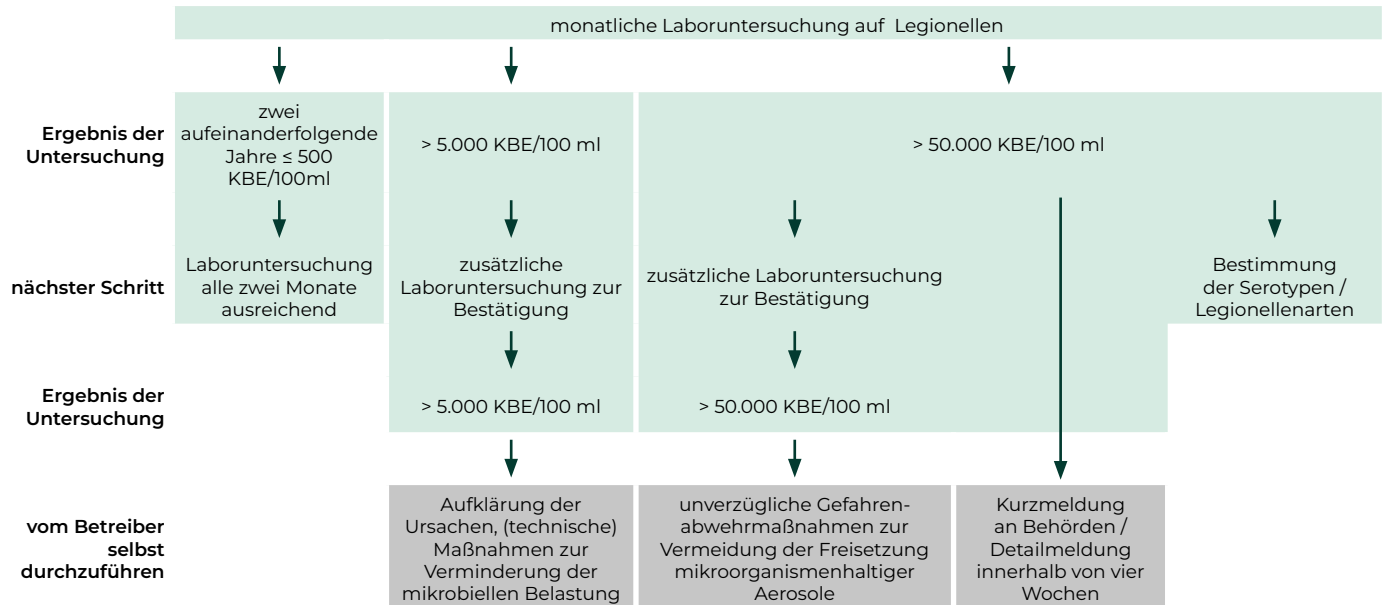 monatliche Laboruntersuchung auf Legionellen
Ergebnis der
Untersuchung
zwei
aufeinanderfolgende
Jahre ≤ 500
KBE/100ml
> 5.000 KBE/100 ml
> 50.000 KBE/100 ml
nächster Schritt
Laboruntersuchung
alle zwei Monate
ausreichend
zusätzliche
Laboruntersuchung zur
Bestätigung
zusätzliche Laboruntersuchung
zur Bestätigung
Bestimmung
der Serotypen /
Legionellenarten
Ergebnis der
Untersuchung
> 5.000 KBE/100 ml
> 50.000 KBE/100 ml
vom Betreiber
selbst
durchzuführen
Aufklärung der
Ursachen, (technische)
Maßnahmen zur
Verminderung der
mikrobiellen Belastung
unverzügliche Gefahren-
abwehrmaßnahmen zur
Vermeidung der Freisetzung
mikroorganismenhaltiger
Aerosole
Kurzmeldung
an Behörden /
Detailmeldung
innerhalb von vier
Wochen